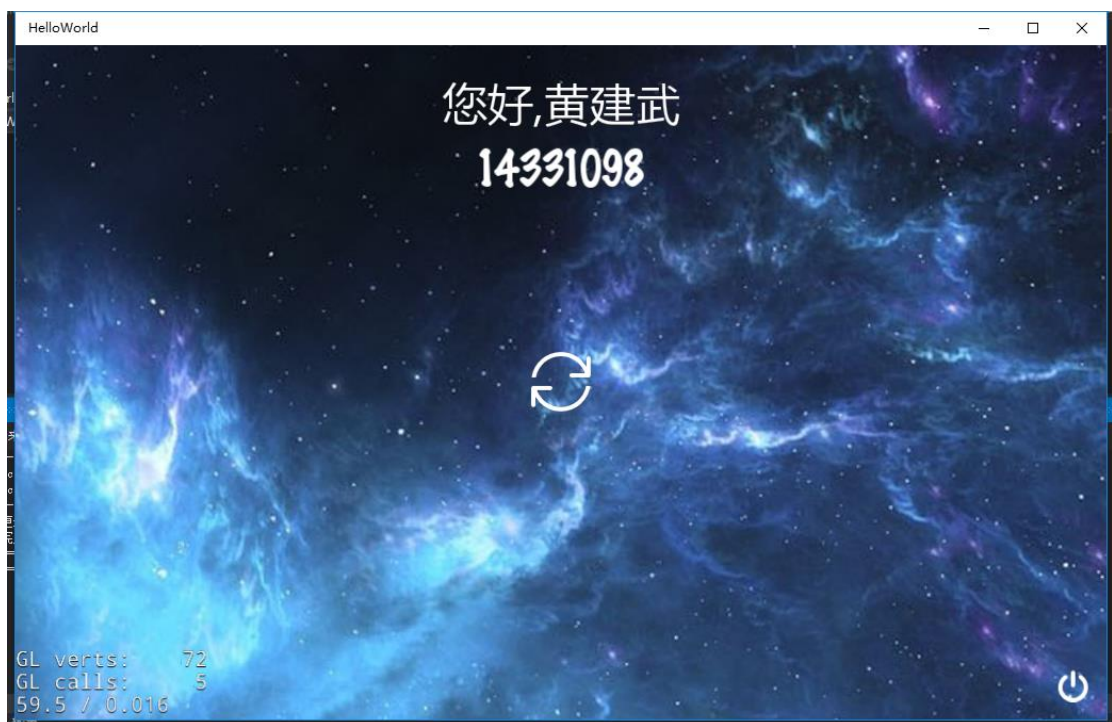 HelloWorld
您好,黄建武
14331098
GL verts: 72
GL calls: 5
59.5 / 0.016